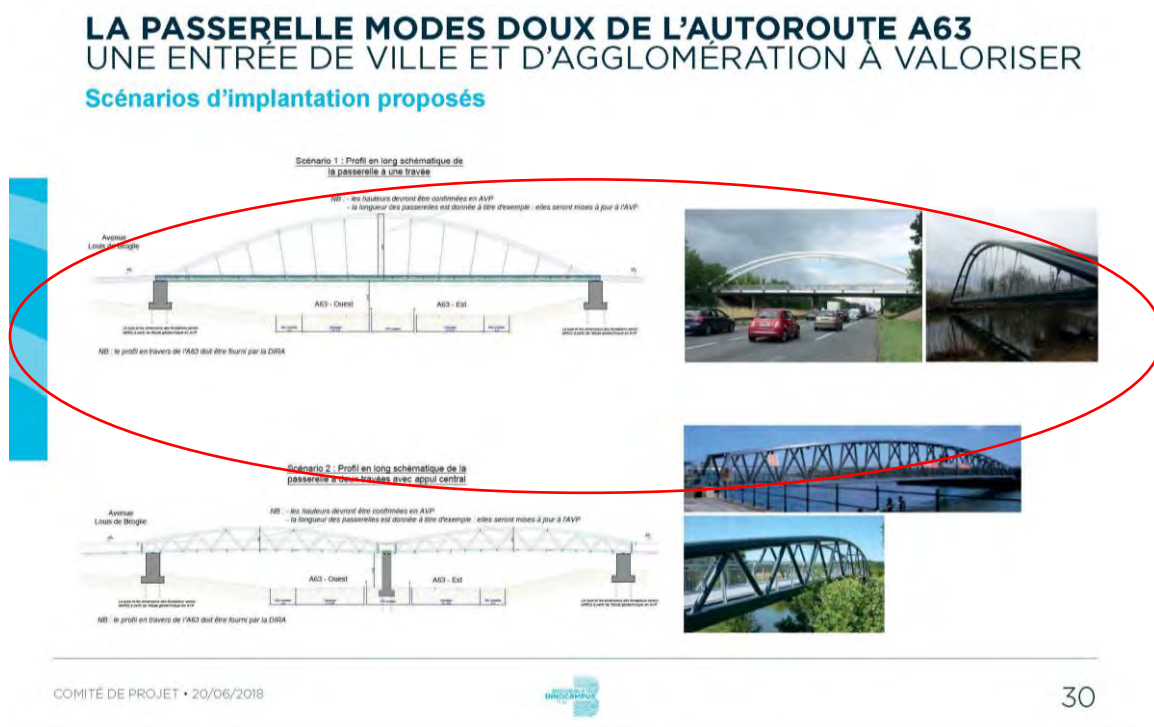 LA PASSERELLE MODES DOUX DE L'AUTOROUTE A63
UNE ENTRÉE DE VILLE ET D'AGGLOMÉRATION À VALORISER
Scénarios d'implantation proposés
Scénario 1 : Profil en long schématique de
la passerelle à une travée
NB : - les hauteurs devront être confirmées en AVP
- la longueur des passerelles est donnée à titre d'exemple : elles seront mises à jour à l'AVP
Avenue
Louis de Broglie
A63 - Ouest
A63 - Est
NB : le profil en travers de l'A63 doit être fourni par la DIRA
Scénario 2 : Profil en long schématique de la
passerelle à deux travées avec appui central
NB : - les hauteurs devront être confirmées en AVP
- la longueur des passerelles est donnée à titre d'exemple : elles seront mises à jour à l'AVP
Avenue
Louis de Broglie
A63 - Ouest
A63 - Est
NB : le profil en travers de l'A63 doit être fourni par la DIRA
COMITÉ DE PROJET • 20/06/2018
INNOCAMPUS
30